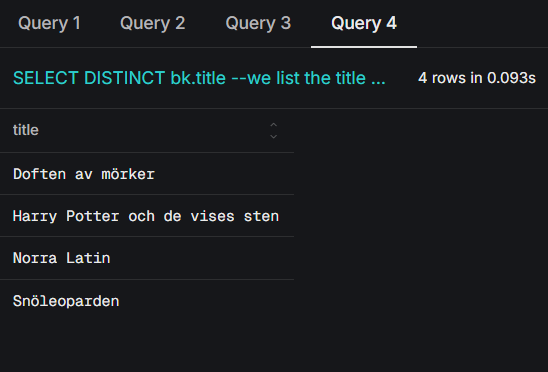 Query 1 Query 2 Query 3 Query 4
SELECT DISTINCT bk.title --we list the title ... 4 rows in 0.093s
title
Doften av mörker
Harry Potter och de vises sten
Norra Latin
Snöleoparden